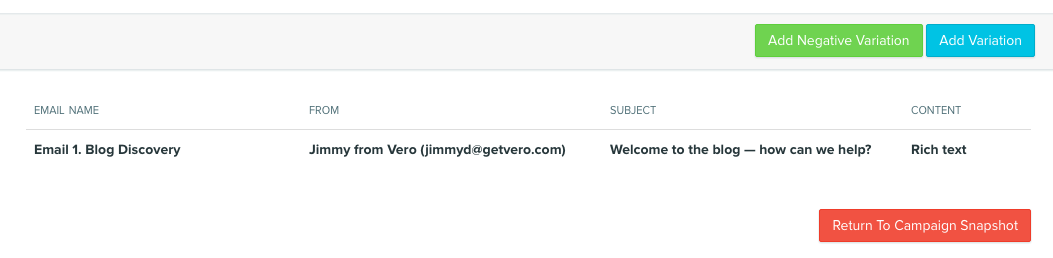 Add Negative Variation Add Variation
EMAIL NAME FROM SUBJECT CONTENT
Email 1. Blog Discovery Jimmy from Vero (jimmyd@getvero.com) Welcome to the blog — how can we help? Rich text
Return To Campaign Snapshot